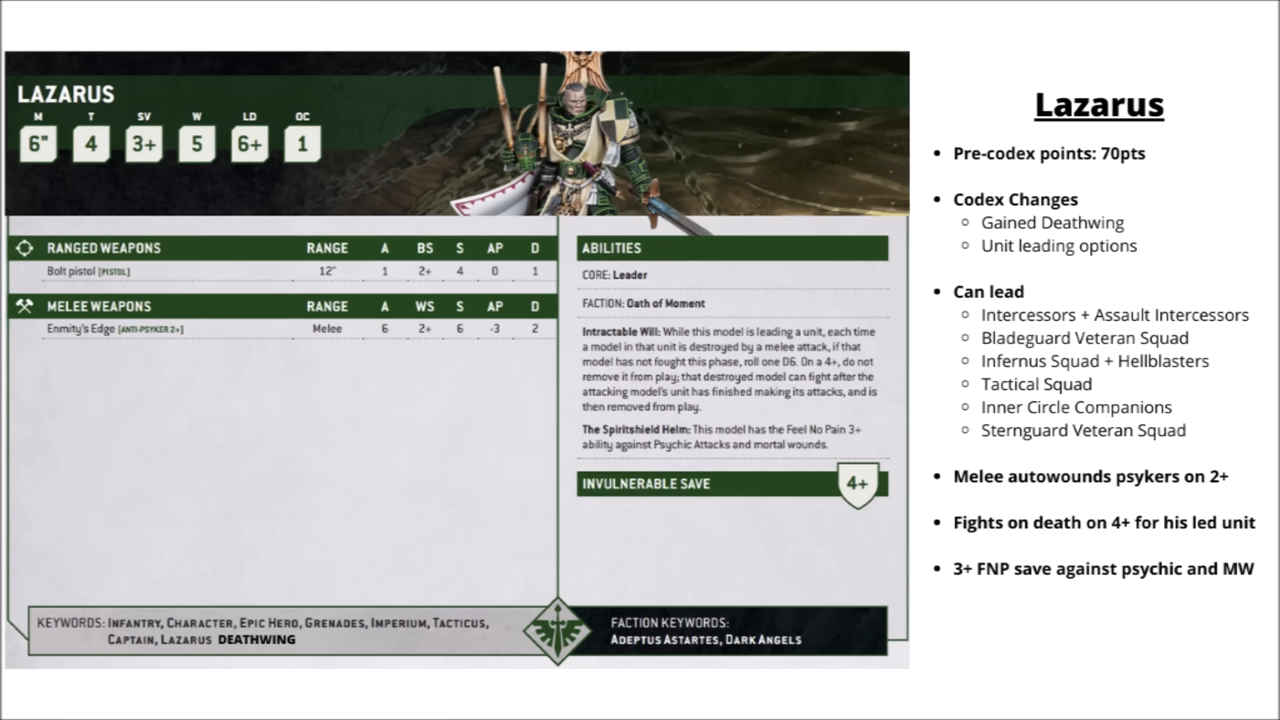 LAZARUS
M T SV W LD OC
6" 4 3+ 5 6+ 1
RANGED WEAPONS RANGE A BS S AP D
Bolt pistol [PISTOL] 12" 1 2+ 4 0 1
MELEE WEAPONS RANGE A WS S AP D
Enmity's Edge [ANTI-PSYKER 2+] Melee 6 2+ 6 -3 2
ABILITIES
CORE: Leader
FACTION: Oath of Moment
Intractable Will: While this model is leading a unit, each time
a model in that unit is destroyed by a melee attack, if that
model has not fought this phase, roll one D6. On a 4+, do not
remove it from play; that destroyed model can fight after the
attacking model's unit has finished making its attacks, and is
then removed from play.
The Spiritshield Helm: This model has the Feel No Pain 3+
ability against Psychic Attacks and mortal wounds.
INVULNERABLE SAVE 4+
KEYWORDS: INFANTRY, CHARACTER, EPIC HERO, GRENADES, IMPERIUM, TACTICUS,
CAPTAIN, LAZARUS DEATHWING
FACTION KEYWORDS:
ADEPTUS ASTARTES, DARK ANGELS
Lazarus
• Pre-codex points: 70pts
• Codex Changes
○ Gained Deathwing
○ Unit leading options
• Can lead
○ Intercessors + Assault Intercessors
○ Bladeguard Veteran Squad
○ Infernus Squad + Hellblasters
○ Tactical Squad
○ Inner Circle Companions
○ Sternguard Veteran Squad
• Melee autowounds psykers on 2+
• Fights on death on 4+ for his led unit
• 3+ FNP save against psychic and MW